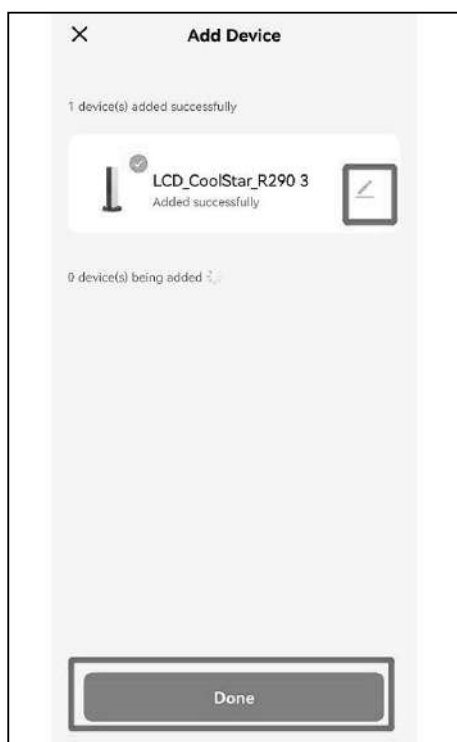 Add Device
1 device(s) added successfully
LCD_CoolStar_R290 3
Added successfully
0 device(s) being added
Done